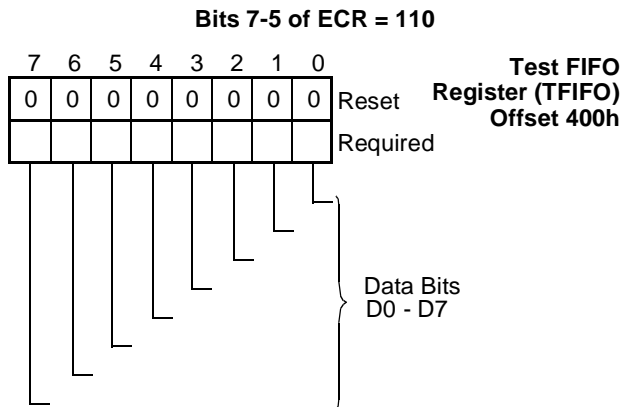 Bits 7-5 of ECR = 110
7 6 5 4 3 2 1 0
Test FIFO
Register (TFIFO)
Offset 400h
0 0 0 0 0 0 0 0 Reset
Required
Data Bits
D0 - D7